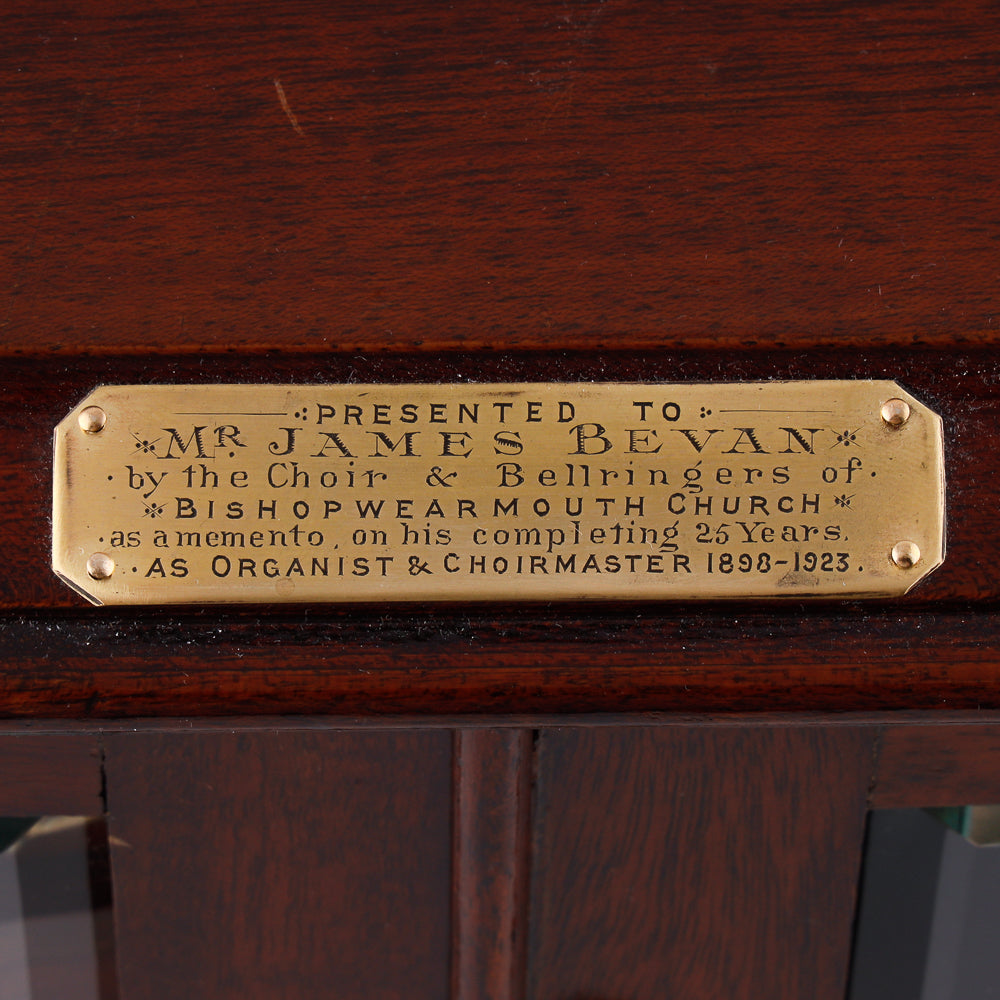 PRESENTED TO
MR. JAMES BEVAN
by the Choir & Bellringers of
BISHOPWEARMOUTH CHURCH
as a memento, on his completing 25 Years.
AS ORGANIST & CHOIRMASTER 1898-1923.